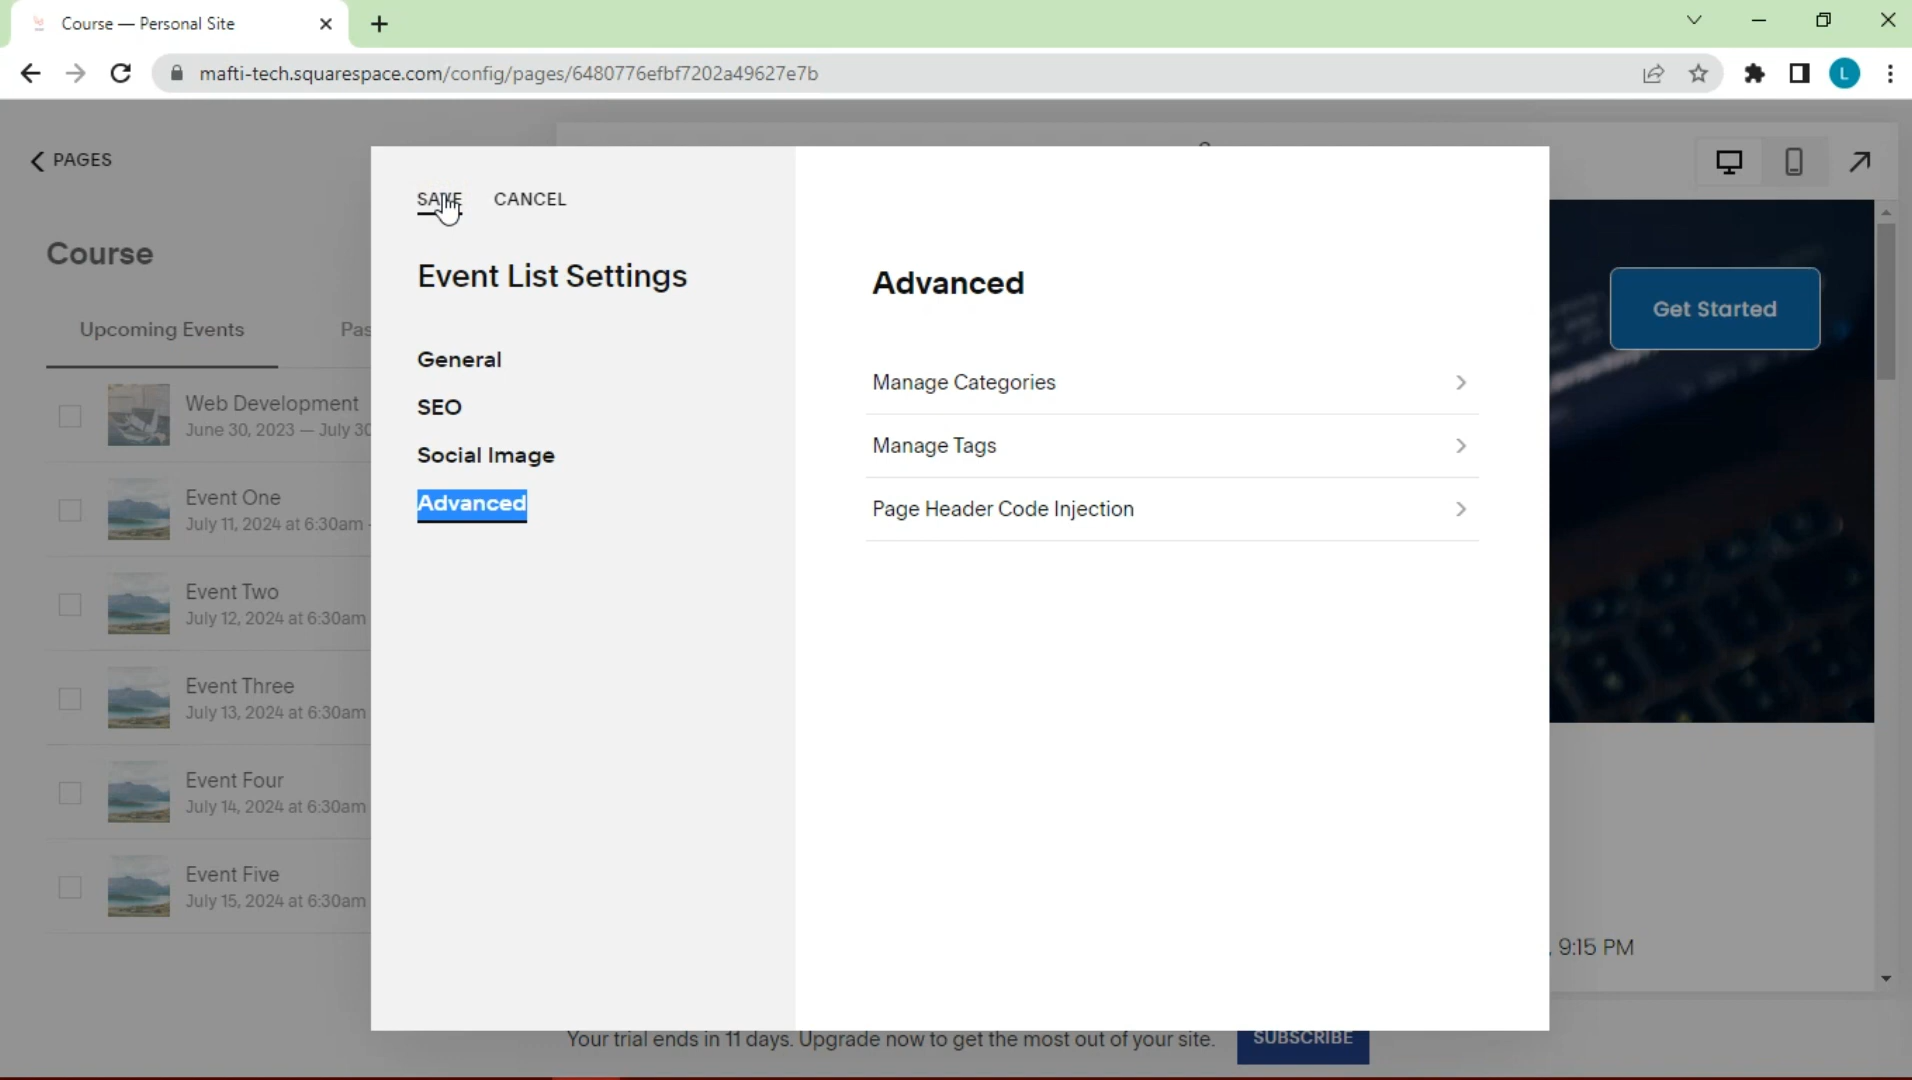 Course — Personal Site
mafti-tech.squarespace.com/config/pages/6480776efbf7202a49627e7b
L
PAGES
Course
Upcoming Events
Pas
Web Development
June 30, 2023 — July 30
Event One
July 11, 2024 at 6:30am
Event Two
July 12, 2024 at 6:30am
Event Three
July 13, 2024 at 6:30am
Event Four
July 14, 2024 at 6:30am
Event Five
July 15, 2024 at 6:30am
SAVE CANCEL
Event List Settings
General
SEO
Social Image
Advanced
Advanced
Manage Categories
Manage Tags
Page Header Code Injection
Get Started
, 9:15 PM
Your trial ends in 11 days. Upgrade now to get the most out of your site.
SUBSCRIBE